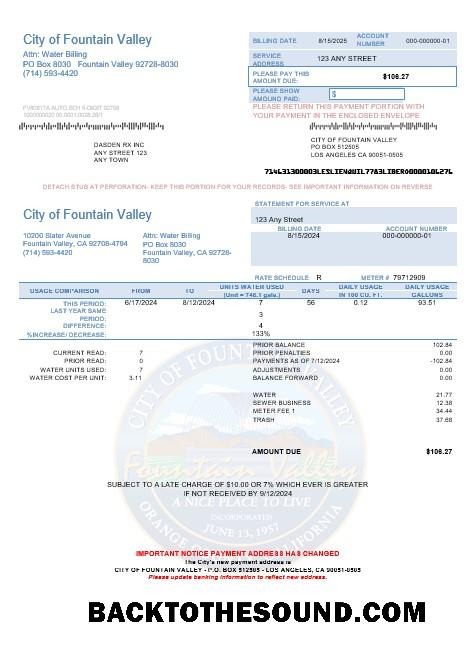 City of Fountain Valley
Attn: Water Billing
PO Box 8030 Fountain Valley 92728-8030
(714) 593-4420
BILLING DATE 8/15/2025 ACCOUNT NUMBER 000-000000-01
SERVICE ADDRESS 123 ANY STREET
PLEASE PAY THIS AMOUNT DUE: $106.27
PLEASE SHOW AMOUNT PAID: $
PLEASE RETURN THIS PAYMENT PORTION WITH
YOUR PAYMENT IN THE ENCLOSED ENVELOPE
DASDEN RX INC
ANY STREET 123
ANY TOWN
CITY OF FOUNTAIN VALLEY
PO BOX 512505
LOS ANGELES CA 90051-0505
DETACH STUB AT PERFORATION- KEEP THIS PORTION FOR YOUR RECORDS- SEE IMPORTANT INFORMATION ON REVERSE
City of Fountain Valley
10200 Slater Avenue
Fountain Valley, CA 92708-4794
(714) 593-4420
Attn: Water Billing
PO Box 8030
Fountain Valley, CA 92728-
8030
STATEMENT FOR SERVICE AT
123 Any Street
BILLING DATE ACCOUNT NUMBER
8/15/2024 000-000000-01
RATE SCHEDULE R METER # 79712909
USAGE COMPARISON FROM TO UNITS WATER USED (Unit = 748.1 gals.) DAYS DAILY USAGE IN 100 CU. FT. DAILY USAGE GALLONS
THIS PERIOD: 6/17/2024 8/12/2024 7 56 0.12 93.51
LAST YEAR SAME PERIOD: 3
DIFFERENCE: 4
%INCREASE/ DECREASE: 133%
CURRENT READ: 7
PRIOR READ: 0
WATER UNITS USED: 7
WATER COST PER UNIT: 3.11
PRIOR BALANCE 102.84
PRIOR PENALTIES 0.00
PAYMENTS AS OF 7/12/2024 -102.84
ADJUSTMENTS 0.00
BALANCE FORWARD 0.00
WATER 21.77
SEWER BUSINESS 12.38
METER FEE 1 34.44
TRASH 37.68
AMOUNT DUE $106.27
CITY OF FOUNTAIN VALLEY
Fountain Valley
A NICE PLACE TO LIVE
INCORPORATED
JUNE 13, 1957
ORANGE COUNTY CALIFORNIA
SUBJECT TO A LATE CHARGE OF $10.00 OR 7% WHICH EVER IS GREATER
IF NOT RECEIVED BY 9/12/2024
IMPORTANT NOTICE PAYMENT ADDRESS HAS CHANGED
The City's new payment address is
CITY OF FOUNTAIN VALLEY - P.O. BOX 512505 - LOS ANGELES, CA 90051-0505
Please update banking information to reflect new address.
BACKTOTHESOUND.COM